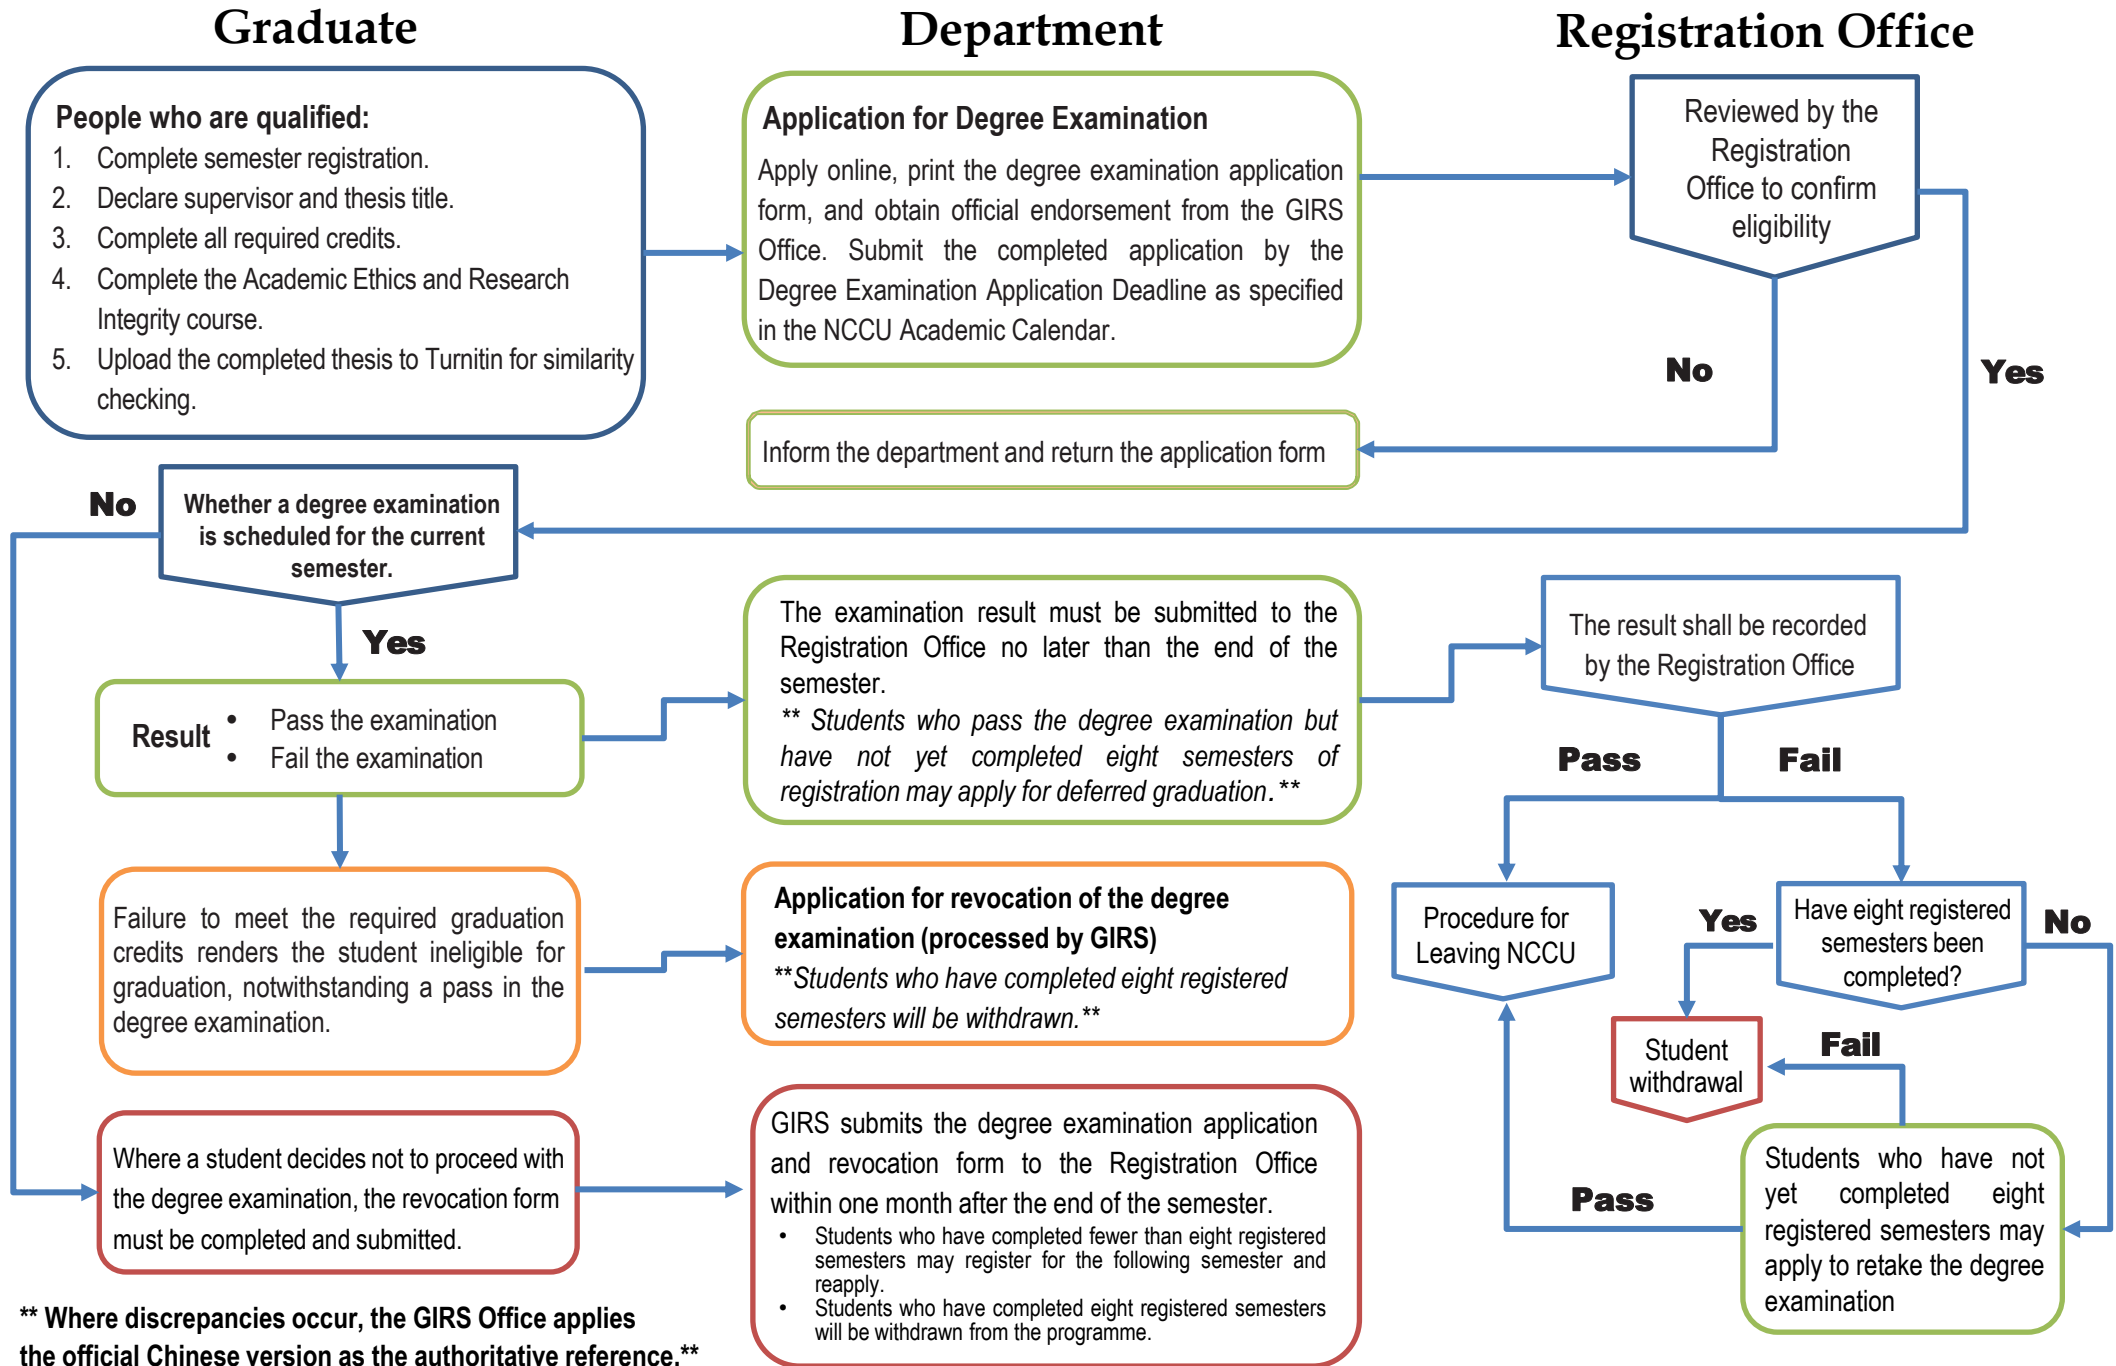 Graduate
Department
Registration Office
People who are qualified:
1. Complete semester registration.
2. Declare supervisor and thesis title.
3. Complete all required credits.
4. Complete the Academic Ethics and Research
Integrity course.
5. Upload the completed thesis to Turnitin for similarity
checking.
Application for Degree Examination
Apply online, print the degree examination application
form, and obtain official endorsement from the GIRS
Office. Submit the completed application by the
Degree Examination Application Deadline as specified
in the NCCU Academic Calendar.
Reviewed by the
Registration
Office to confirm
eligibility
No
Yes
Inform the department and return the application form
No
Whether a degree examination
is scheduled for the current
semester.
Yes
Result
• Pass the examination
• Fail the examination
The examination result must be submitted to the
Registration Office no later than the end of the
semester.
** Students who pass the degree examination but
have not yet completed eight semesters of
registration may apply for deferred graduation.**
The result shall be recorded
by the Registration Office
Pass
Fail
Failure to meet the required graduation
credits renders the student ineligible for
graduation, notwithstanding a pass in the
degree examination.
Application for revocation of the degree
examination (processed by GIRS)
**Students who have completed eight registered
semesters will be withdrawn.**
Procedure for
Leaving NCCU
Yes
Have eight registered
semesters been
completed?
No
Student
withdrawal
Fail
Where a student decides not to proceed with
the degree examination, the revocation form
must be completed and submitted.
GIRS submits the degree examination application
and revocation form to the Registration Office
within one month after the end of the semester.
• Students who have completed fewer than eight registered
semesters may register for the following semester and
reapply.
• Students who have completed eight registered semesters
will be withdrawn from the programme.
Pass
Students who have not
yet completed eight
registered semesters may
apply to retake the degree
examination
** Where discrepancies occur, the GIRS Office applies
the official Chinese version as the authoritative reference.**